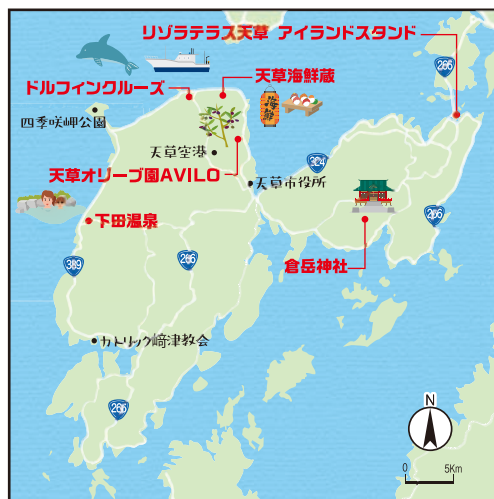 リゾラテラス天草 アイランドスタンド
266
ドルフィンクルーズ
天草海鮮蔵
海鮮
四季咲岬公園
天草空港
324
天草オリーブ園AVILO
天草市役所
下田温泉
266
倉岳神社
389
266
カトリック﨑津教会
266
N
0 5Km